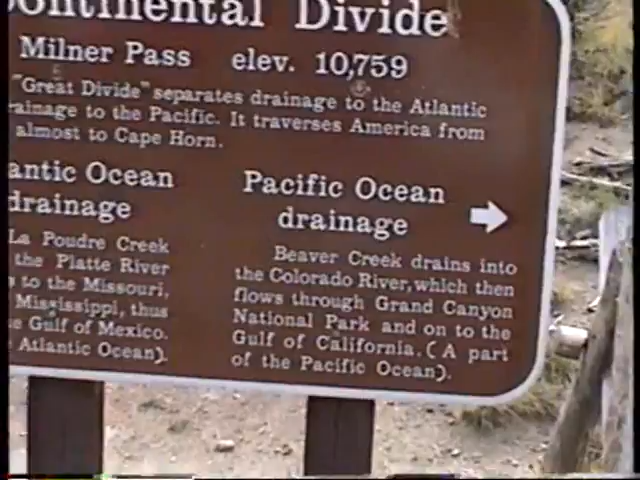 Continental Divide
Milner Pass elev. 10,759
"Great Divide" separates drainage to the Atlantic
drainage to the Pacific. It traverses America from
almost to Cape Horn.
antic Ocean
drainage
La Poudre Creek
the Platte River
to the Missouri,
Mississippi, thus
e Gulf of Mexico.
Atlantic Ocean).
Pacific Ocean
drainage
Beaver Creek drains into
the Colorado River, which then
flows through Grand Canyon
National Park and on to the
Gulf of California. (A part
of the Pacific Ocean).